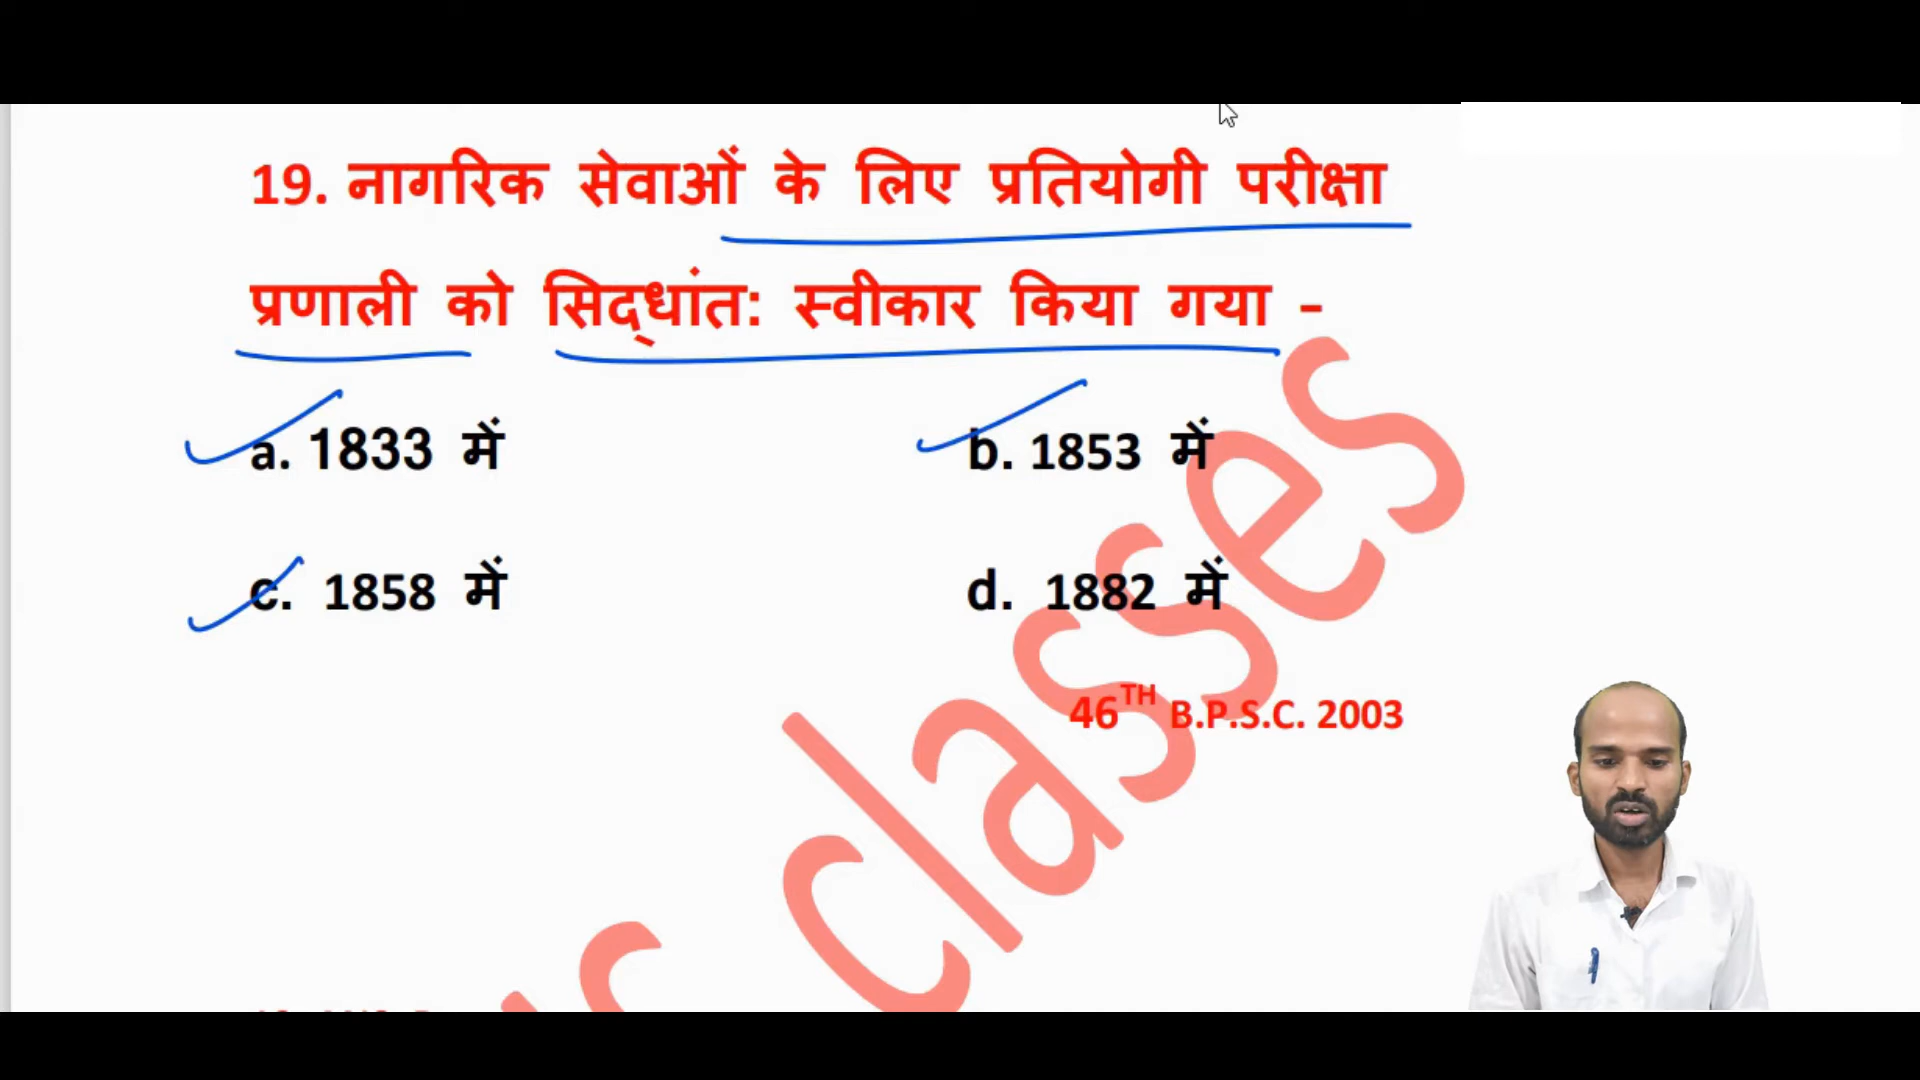 19. नागरिक सेवाओं के लिए प्रतियोगी परीक्षा
प्रणाली को सिद्धांत: स्वीकार किया गया -
a. 1833 में b. 1853 में
c. 1858 में d. 1882 में
46TH B.P.S.C. 2003
classes